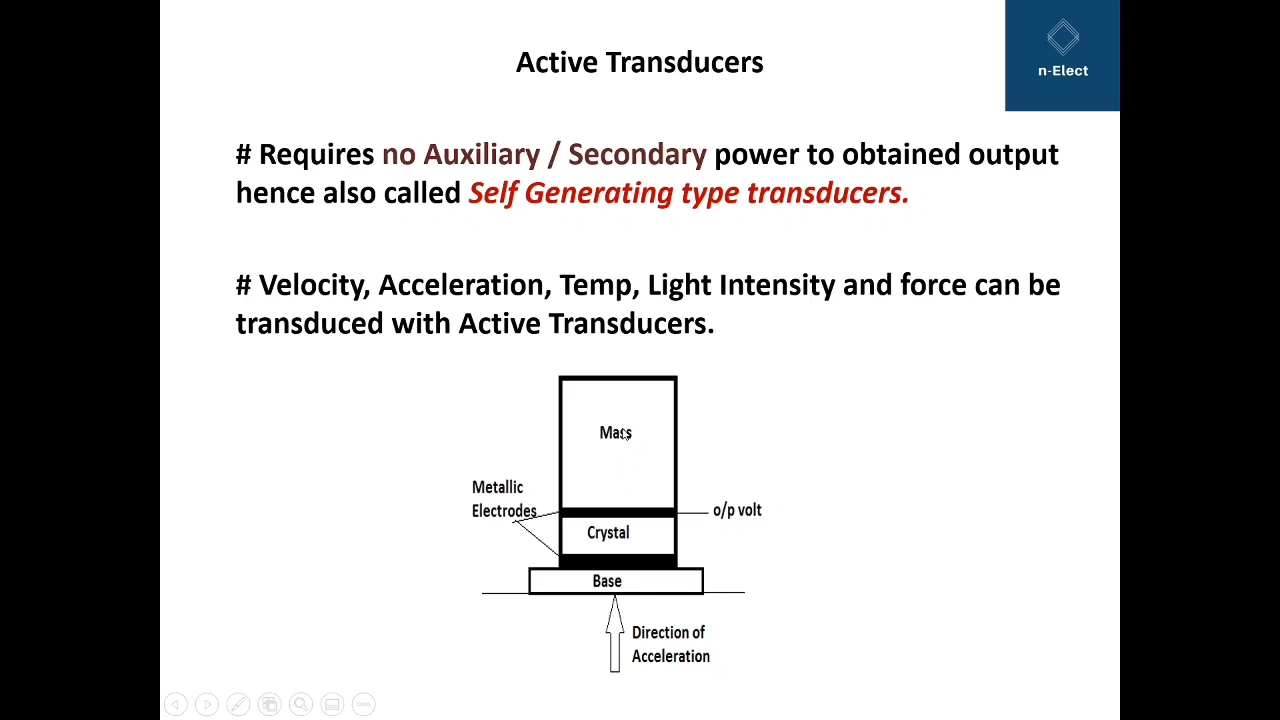 Active Transducers
n-Elect
# Requires no Auxiliary / Secondary power to obtained output
hence also called Self Generating type transducers.
# Velocity, Acceleration, Temp, Light Intensity and force can be
transduced with Active Transducers.
Mass
Metallic
Electrodes
o/p volt
Crystal
Base
Direction of
Acceleration